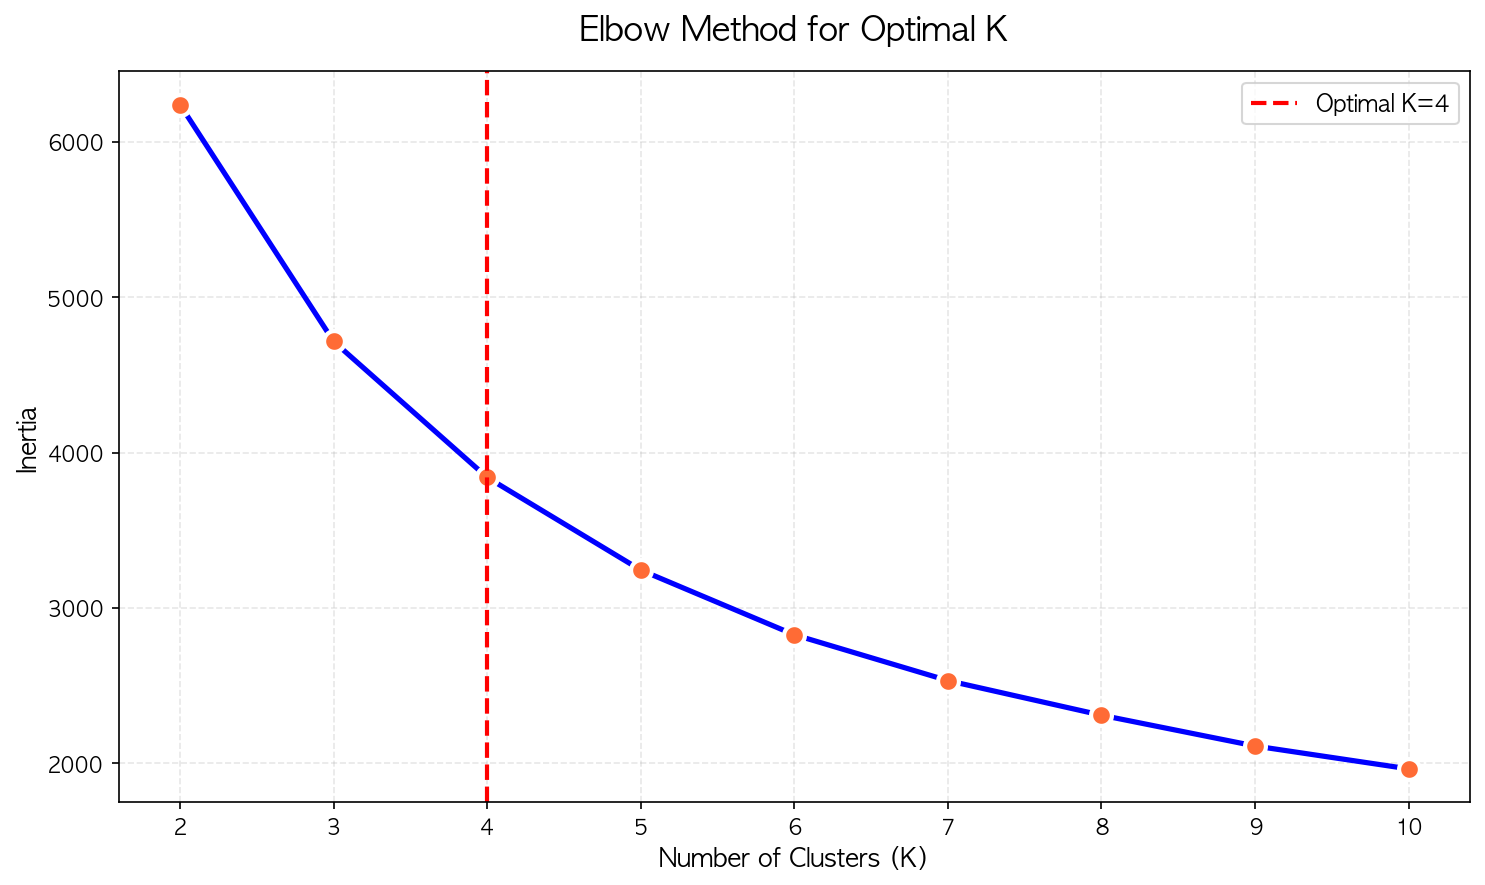 Elbow Method for Optimal K
Optimal K=4
Inertia
6000
5000
4000
3000
2000
2 3 4 5 6 7 8 9 10
Number of Clusters (K)